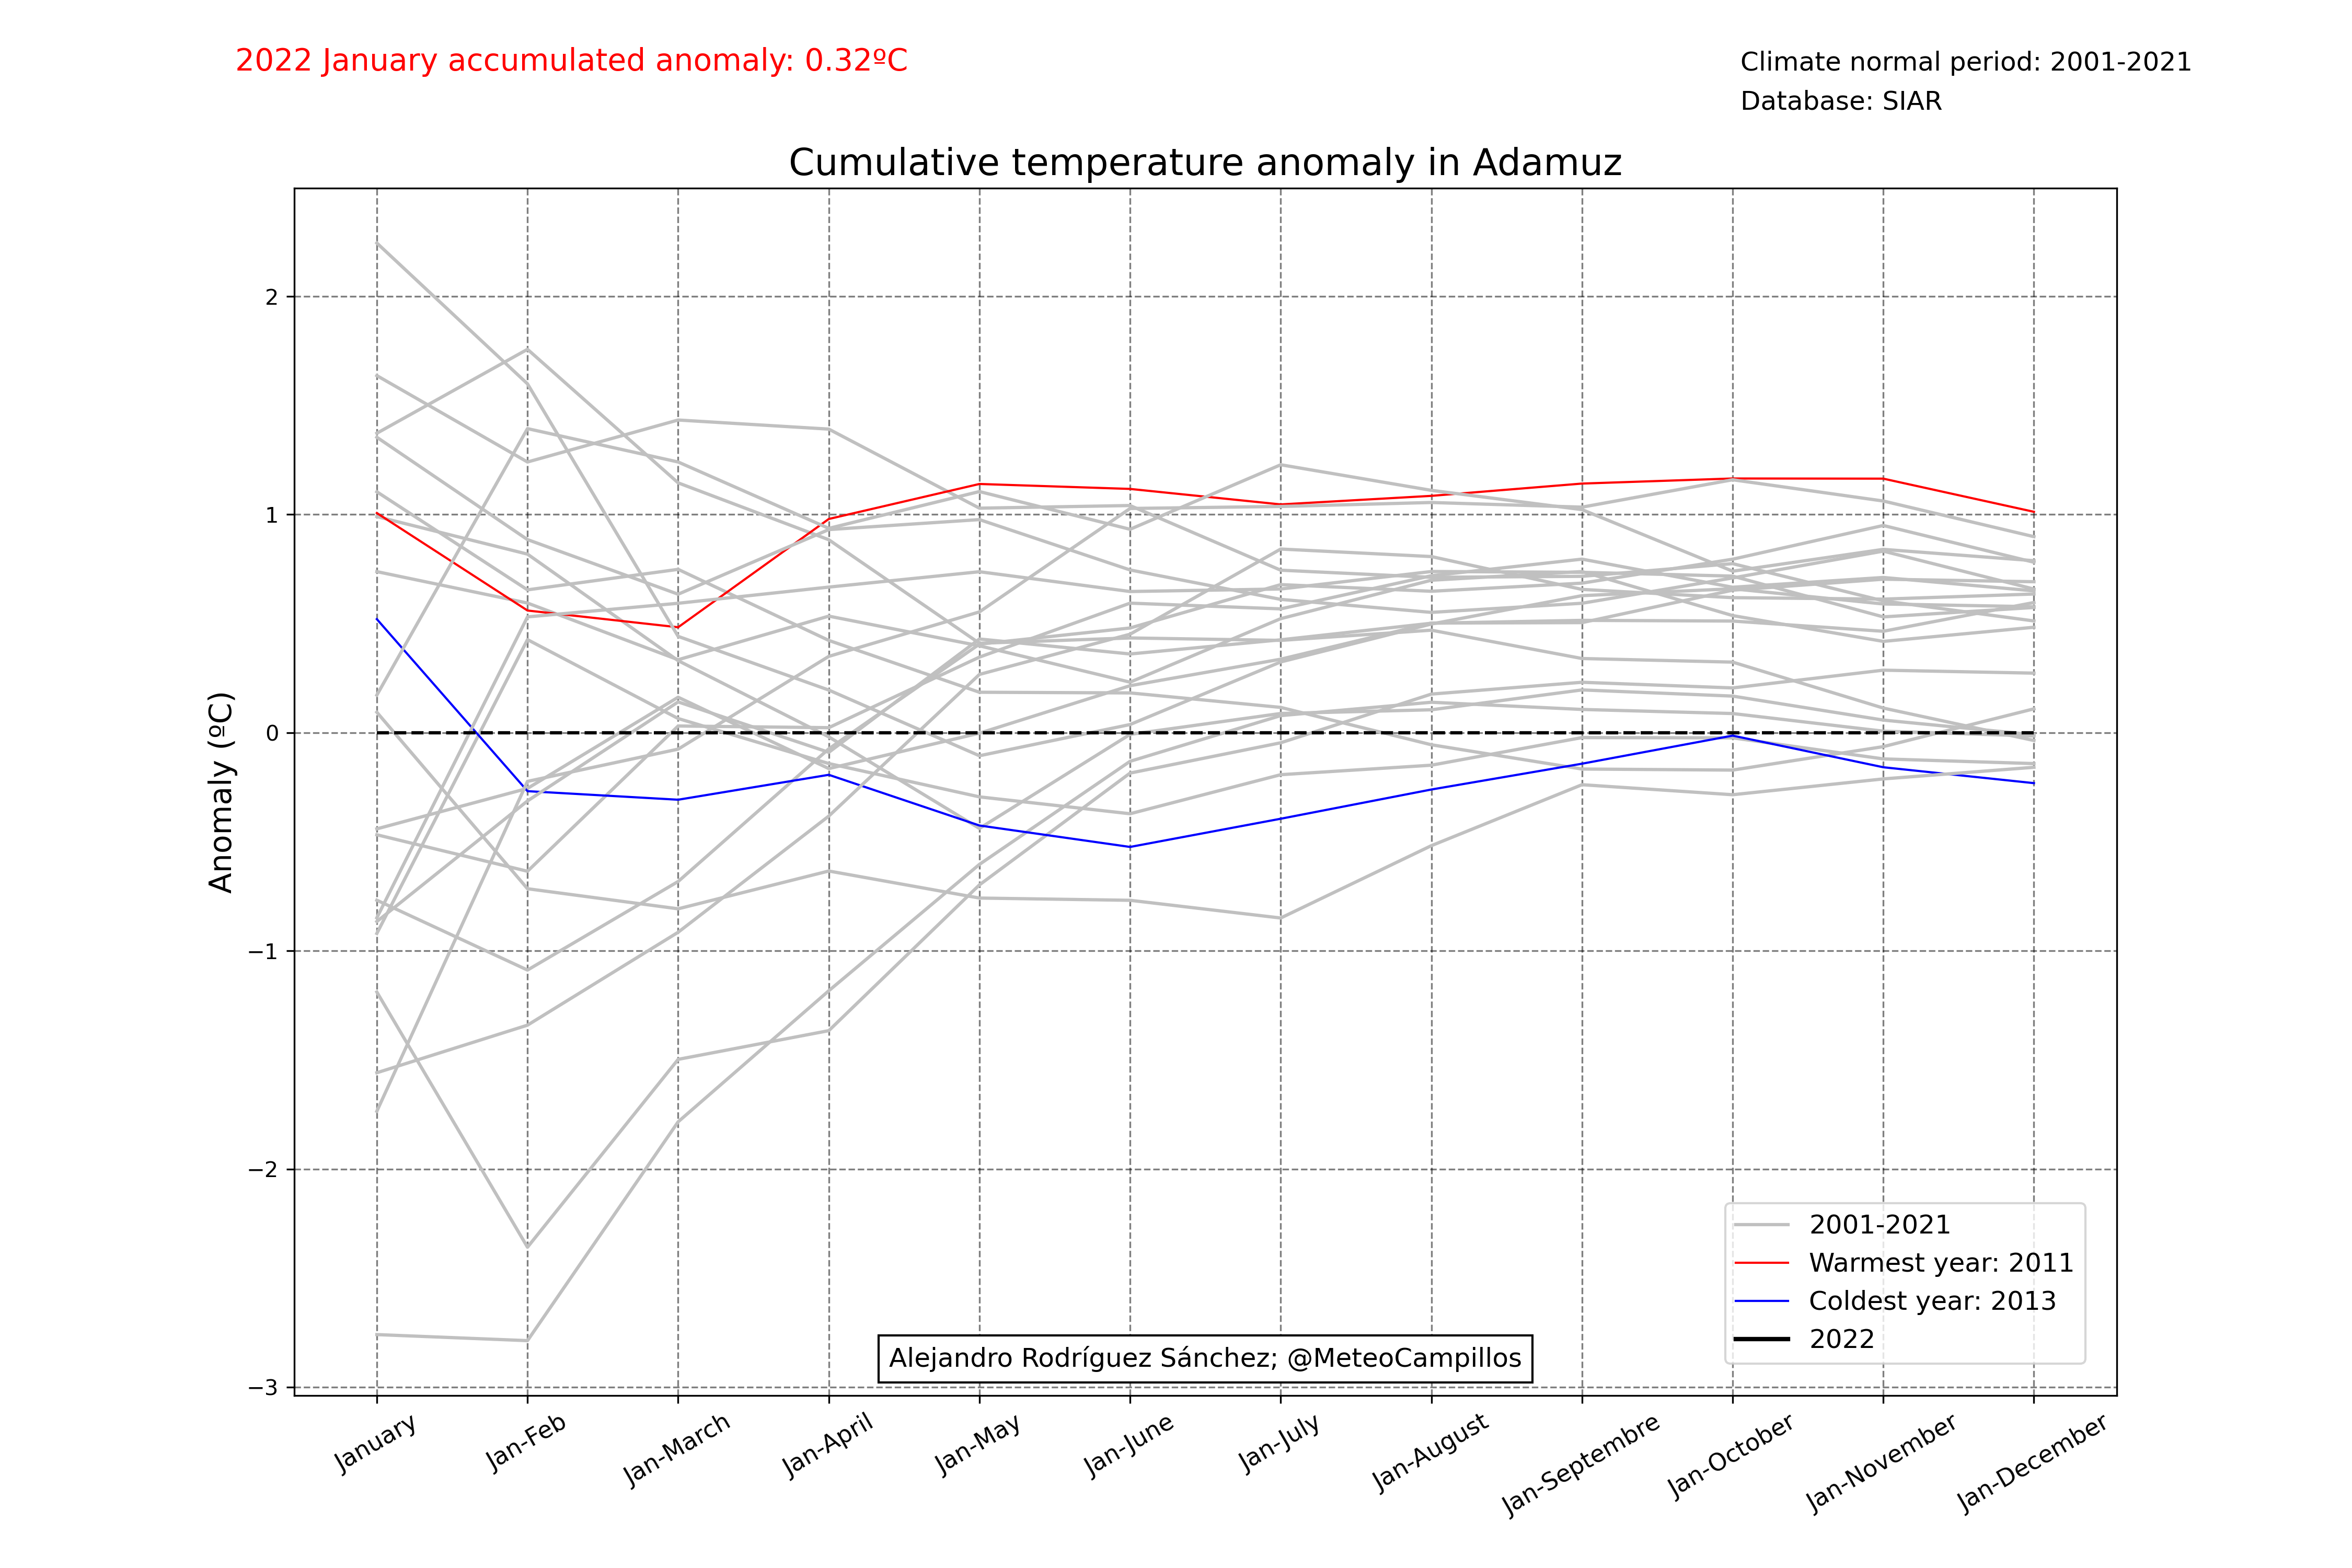 2022 January accumulated anomaly: 0.32ºC
Climate normal period: 2001-2021
Database: SIAR
Cumulative temperature anomaly in Adamuz
Anomaly (ºC)
2
1
0
−1
−2
−3
2001-2021
Warmest year: 2011
Coldest year: 2013
2022
Alejandro Rodríguez Sánchez; @MeteoCampillos
January
Jan-Feb
Jan-March
Jan-April
Jan-May
Jan-June
Jan-July
Jan-August
Jan-Septembre
Jan-October
Jan-November
Jan-December